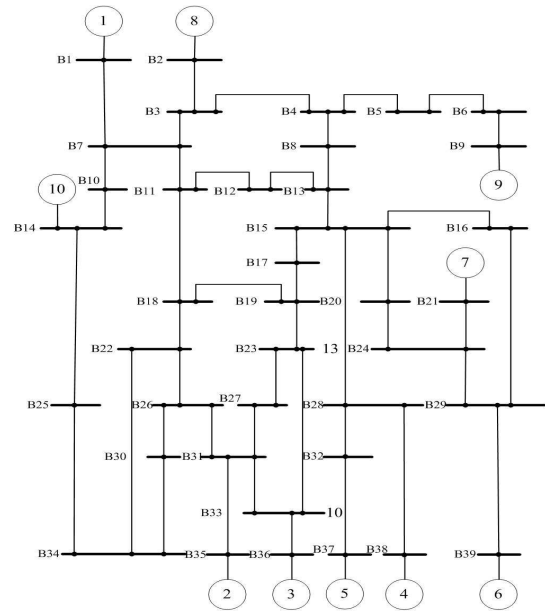 1 8
B1 B2
B3 B4 B5 B6
B7 B8 B9
10 B10 B11 B12 B13 9
B14 B15 B16
B17 7
B18 B19 B20 B21
B22 B23 13 B24
B25 B26 B27 B28 B29
B30 B31 B32
B33 10
B34 B35 B36 B37 B38 B39
2 3 5 4 6